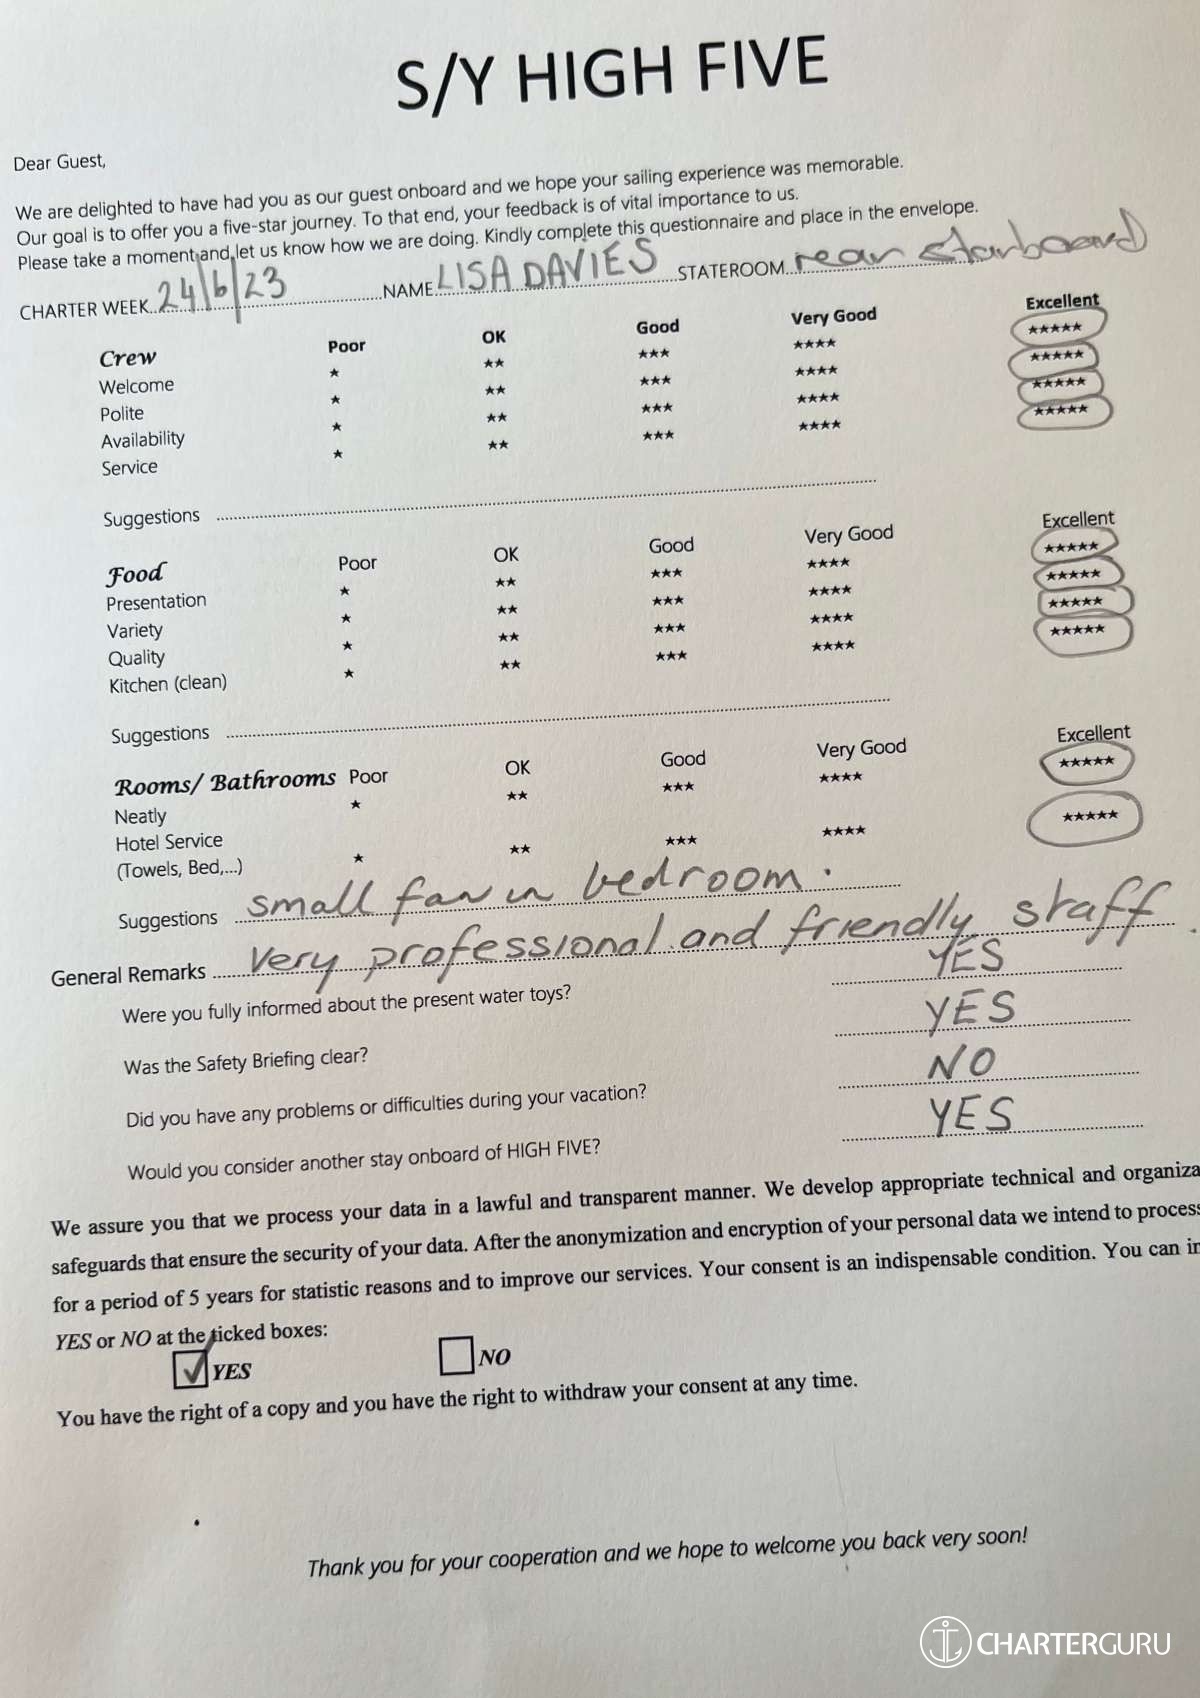 S/Y HIGH FIVE
Dear Guest,
We are delighted to have had you as our guest onboard and we hope your sailing experience was memorable.
Our goal is to offer you a five-star journey. To that end, your feedback is of vital importance to us.
Please take a moment and let us know how we are doing. Kindly complete this questionnaire and place in the envelope.
CHARTER WEEK 24/6/23 NAME LISA DAVIES STATEROOM rear starboard
Crew Poor OK Good Very Good Excellent
Welcome ★ ★★ ★★★ ★★★★ ★★★★★
Polite ★ ★★ ★★★ ★★★★ ★★★★★
Availability ★ ★★ ★★★ ★★★★ ★★★★★
Service ★ ★★ ★★★ ★★★★ ★★★★★
Suggestions
Food Poor OK Good Very Good Excellent
Presentation ★ ★★ ★★★ ★★★★ ★★★★★
Variety ★ ★★ ★★★ ★★★★ ★★★★★
Quality ★ ★★ ★★★ ★★★★ ★★★★★
Kitchen (clean) ★ ★★ ★★★ ★★★★ ★★★★★
Suggestions
Rooms/ Bathrooms Poor OK Good Very Good Excellent
Neatly ★ ★★ ★★★ ★★★★ ★★★★★
Hotel Service
(Towels, Bed,...) ★ ★★ ★★★ ★★★★ ★★★★★
Suggestions small fan in bedroom.
General Remarks Very professional and friendly staff.
Were you fully informed about the present water toys? YES
Was the Safety Briefing clear? YES
Did you have any problems or difficulties during your vacation? NO
Would you consider another stay onboard of HIGH FIVE? YES
We assure you that we process your data in a lawful and transparent manner. We develop appropriate technical and organiza
safeguards that ensure the security of your data. After the anonymization and encryption of your personal data we intend to process
for a period of 5 years for statistic reasons and to improve our services. Your consent is an indispensable condition. You can in
YES or NO at the ticked boxes:
☑ YES ☐ NO
You have the right of a copy and you have the right to withdraw your consent at any time.
Thank you for your cooperation and we hope to welcome you back very soon!
CHARTERGURU